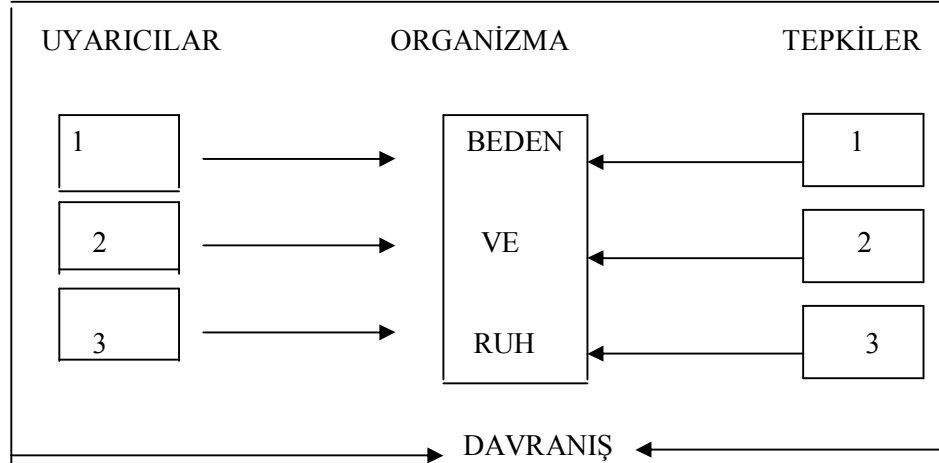 UYARICILAR ORGANİZMA TEPKİLER
1 BEDEN 1
2 VE 2
3 RUH 3
DAVRANIŞ